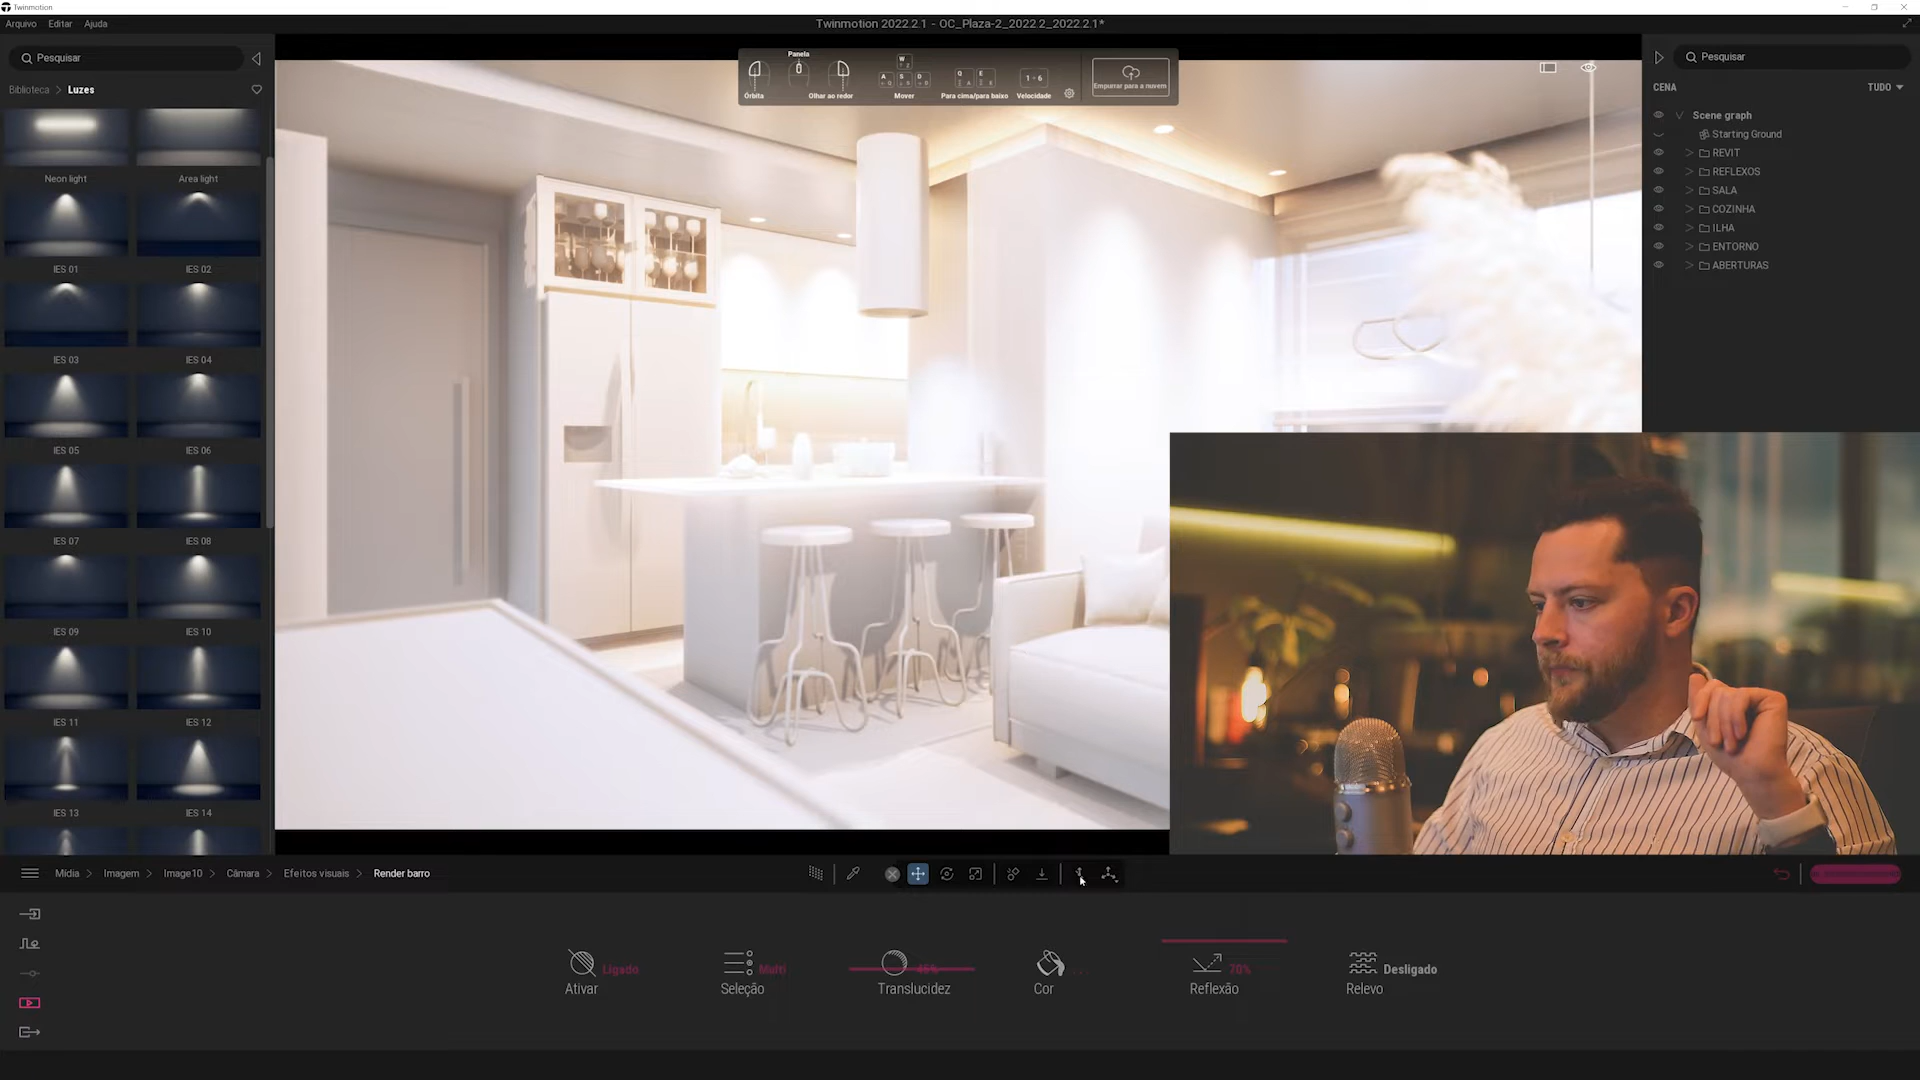 Twinmotion
Arquivo Editar Ajuda
Twinmotion 2022.2.1 - OC_Plaza-2_2022.2_2022.2.1*
Pesquisar
Biblioteca > Luzes
Neon light
Area light
IES 01
IES 02
IES 03
IES 04
IES 05
IES 06
IES 07
IES 08
IES 09
IES 10
IES 11
IES 12
IES 13
IES 14
Panela
Órbita
Olhar ao redor
W
A S D
Mover
Q E
Para cima/para baixo
1 - 6
Velocidade
Empurrar para a nuvem
Pesquisar
CENA
TUDO
Scene graph
Starting Ground
REVIT
REFLEXOS
SALA
COZINHA
ILHA
ENTORNO
ABERTURAS
Mídia > Imagem > Image10 > Câmara > Efeitos visuais > Render barro
Ligado
Ativar
Multi
Seleção
45%
Translucidez
Cor
70%
Reflexão
Desligado
Relevo